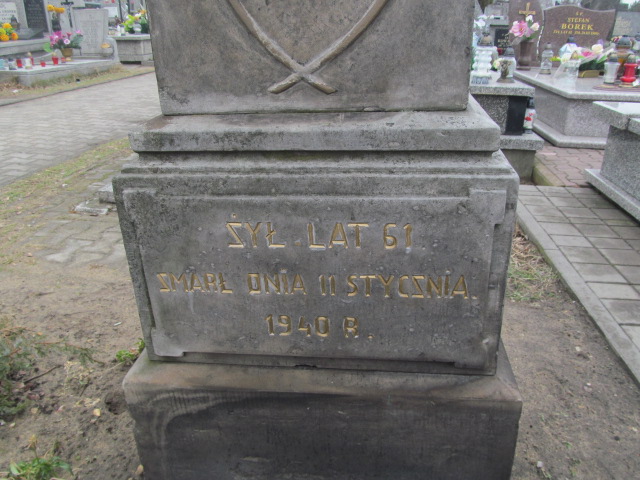 STEFAN
BOREK
ŻYŁ LAT 61
ZMARŁ DNIA 11 STYCZNIA.
1940 R.